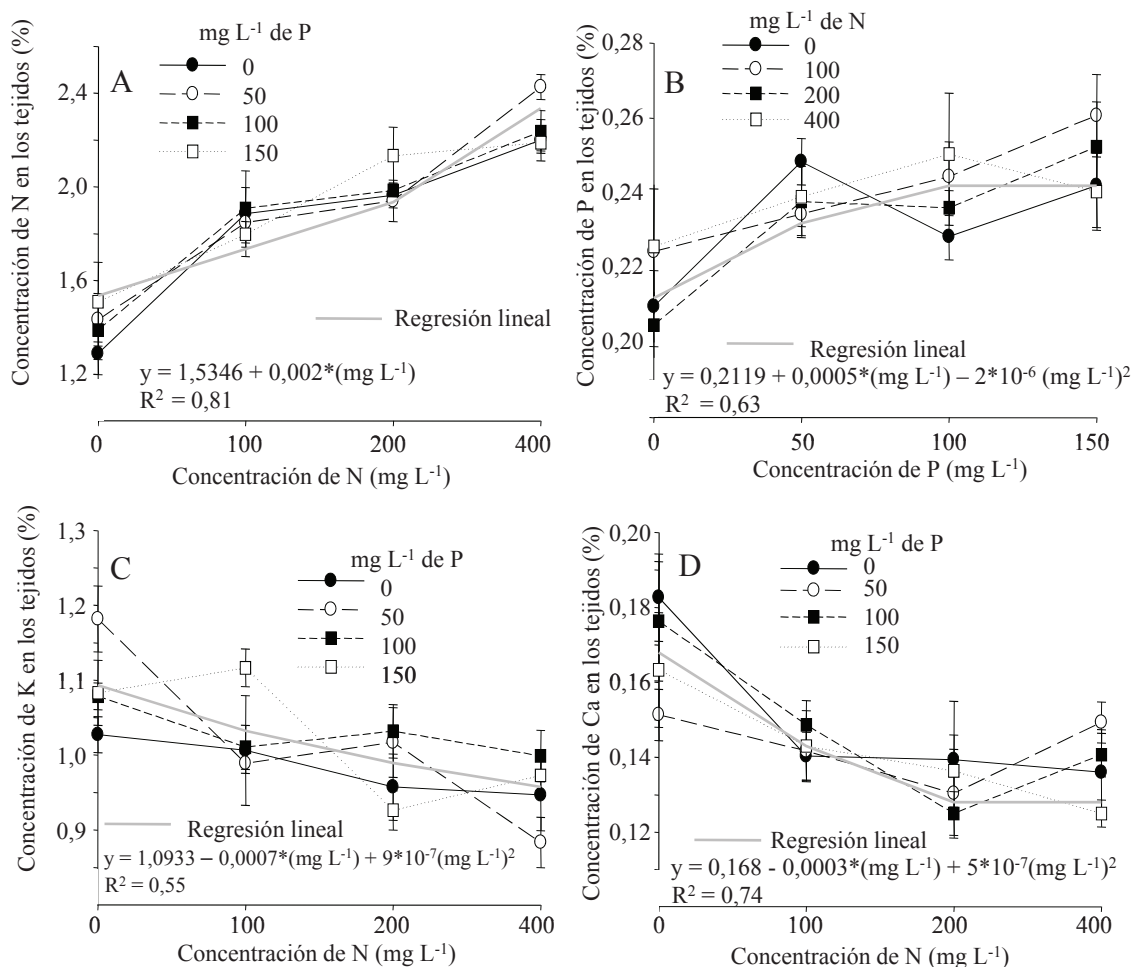 A
Concentración de N en los tejidos (%)
2,4
2,0
1,6
1,2
mg L⁻¹ de P
0
50
100
150
Regresión lineal
y = 1,5346 + 0,002*(mg L⁻¹)
R² = 0,81
0 100 200 400
Concentración de N (mg L⁻¹)
B
Concentración de P en los tejidos (%)
0,28
0,26
0,24
0,22
0,20
mg L⁻¹ de N
0
100
200
400
Regresión lineal
y = 0,2119 + 0,0005*(mg L⁻¹) – 2*10⁻⁶ (mg L⁻¹)²
R² = 0,63
0 50 100 150
Concentración de P (mg L⁻¹)
C
Concentración de K en los tejidos (%)
1,3
1,2
1,1
1,0
0,9
mg L⁻¹ de P
0
50
100
150
Regresión lineal
y = 1,0933 – 0,0007*(mg L⁻¹) + 9*10⁻⁷(mg L⁻¹)²
R² = 0,55
0 100 200 400
Concentración de N (mg L⁻¹)
D
Concentración de Ca en los tejidos (%)
0,20
0,18
0,16
0,14
0,12
mg L⁻¹ de P
0
50
100
150
Regresión lineal
y = 0,168 - 0,0003*(mg L⁻¹) + 5*10⁻⁷(mg L⁻¹)²
R² = 0,74
0 100 200 400
Concentración de N (mg L⁻¹)